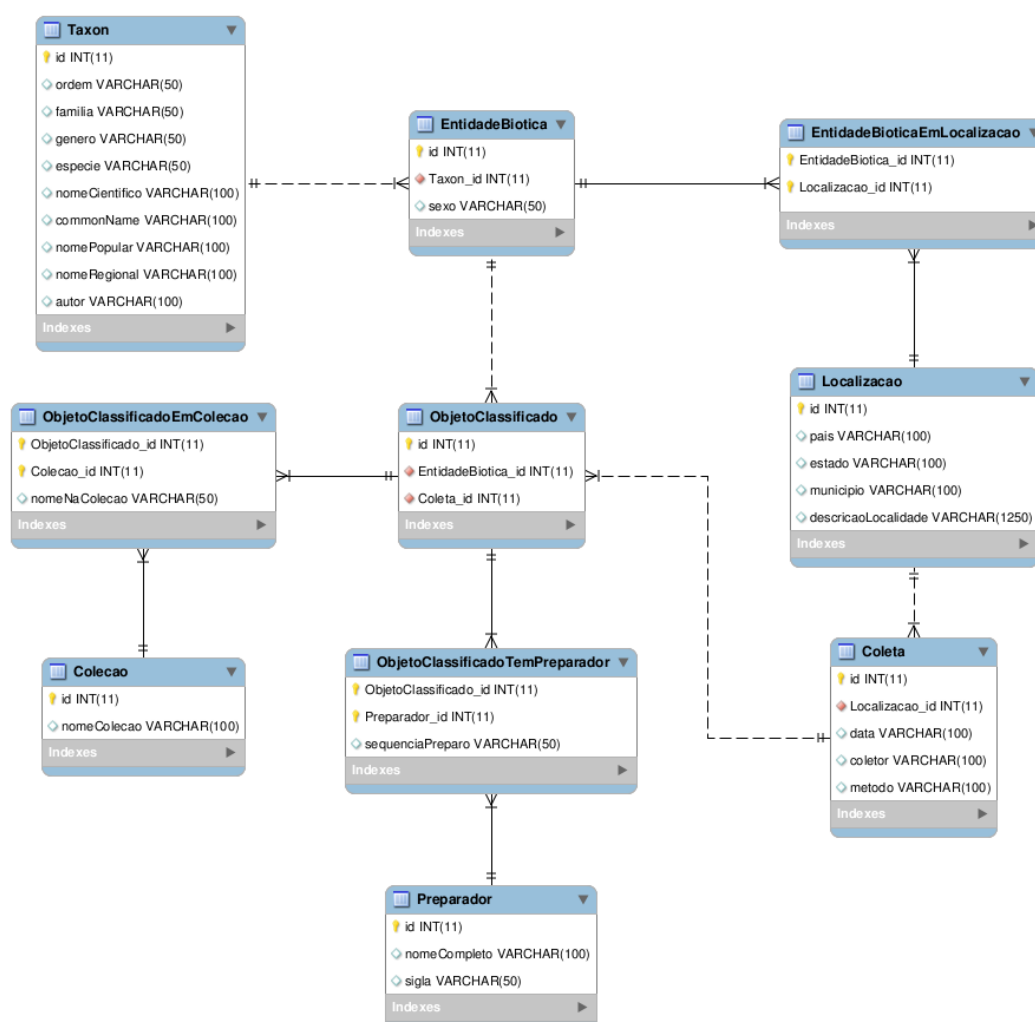 Taxon
id INT(11)
ordem VARCHAR(50)
familia VARCHAR(50)
genero VARCHAR(50)
especie VARCHAR(50)
nomeCientifico VARCHAR(100)
commonName VARCHAR(100)
nomePopular VARCHAR(100)
nomeRegional VARCHAR(100)
autor VARCHAR(100)
Indexes
EntidadeBiotica
id INT(11)
Taxon_id INT(11)
sexo VARCHAR(50)
Indexes
EntidadeBioticaEmLocalizacao
EntidadeBiotica_id INT(11)
Localizacao_id INT(11)
Indexes
ObjetoClassificadoEmColecao
ObjetoClassificado_id INT(11)
Colecao_id INT(11)
nomeNaColecao VARCHAR(50)
Indexes
ObjetoClassificado
id INT(11)
EntidadeBiotica_id INT(11)
Coleta_id INT(11)
Indexes
Localizacao
id INT(11)
pais VARCHAR(100)
estado VARCHAR(100)
municipio VARCHAR(100)
descricaoLocalidade VARCHAR(1250)
Indexes
Colecao
id INT(11)
nomeColecao VARCHAR(100)
Indexes
ObjetoClassificadoTemPreparador
ObjetoClassificado_id INT(11)
Preparador_id INT(11)
sequenciaPreparo VARCHAR(50)
Indexes
Coleta
id INT(11)
Localizacao_id INT(11)
data VARCHAR(100)
coletor VARCHAR(100)
metodo VARCHAR(100)
Indexes
Preparador
id INT(11)
nomeCompleto VARCHAR(100)
sigla VARCHAR(50)
Indexes